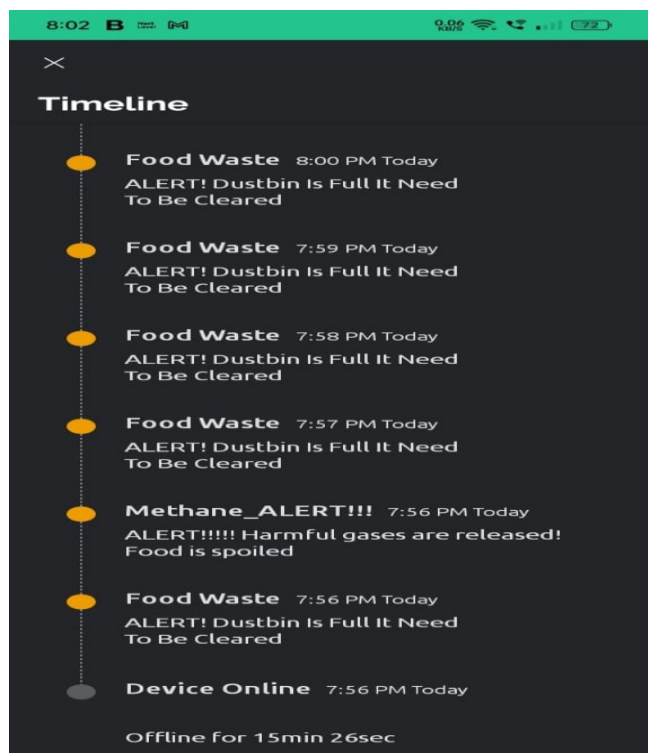 8:02 B 0.06 KB/S 72
Timeline
Food Waste 8:00 PM Today
ALERT! Dustbin Is Full It Need
To Be Cleared
Food Waste 7:59 PM Today
ALERT! Dustbin Is Full It Need
To Be Cleared
Food Waste 7:58 PM Today
ALERT! Dustbin Is Full It Need
To Be Cleared
Food Waste 7:57 PM Today
ALERT! Dustbin Is Full It Need
To Be Cleared
Methane_ALERT!!! 7:56 PM Today
ALERT!!!!! Harmful gases are released!
Food is spoiled
Food Waste 7:56 PM Today
ALERT! Dustbin Is Full It Need
To Be Cleared
Device Online 7:56 PM Today
Offline for 15min 26sec